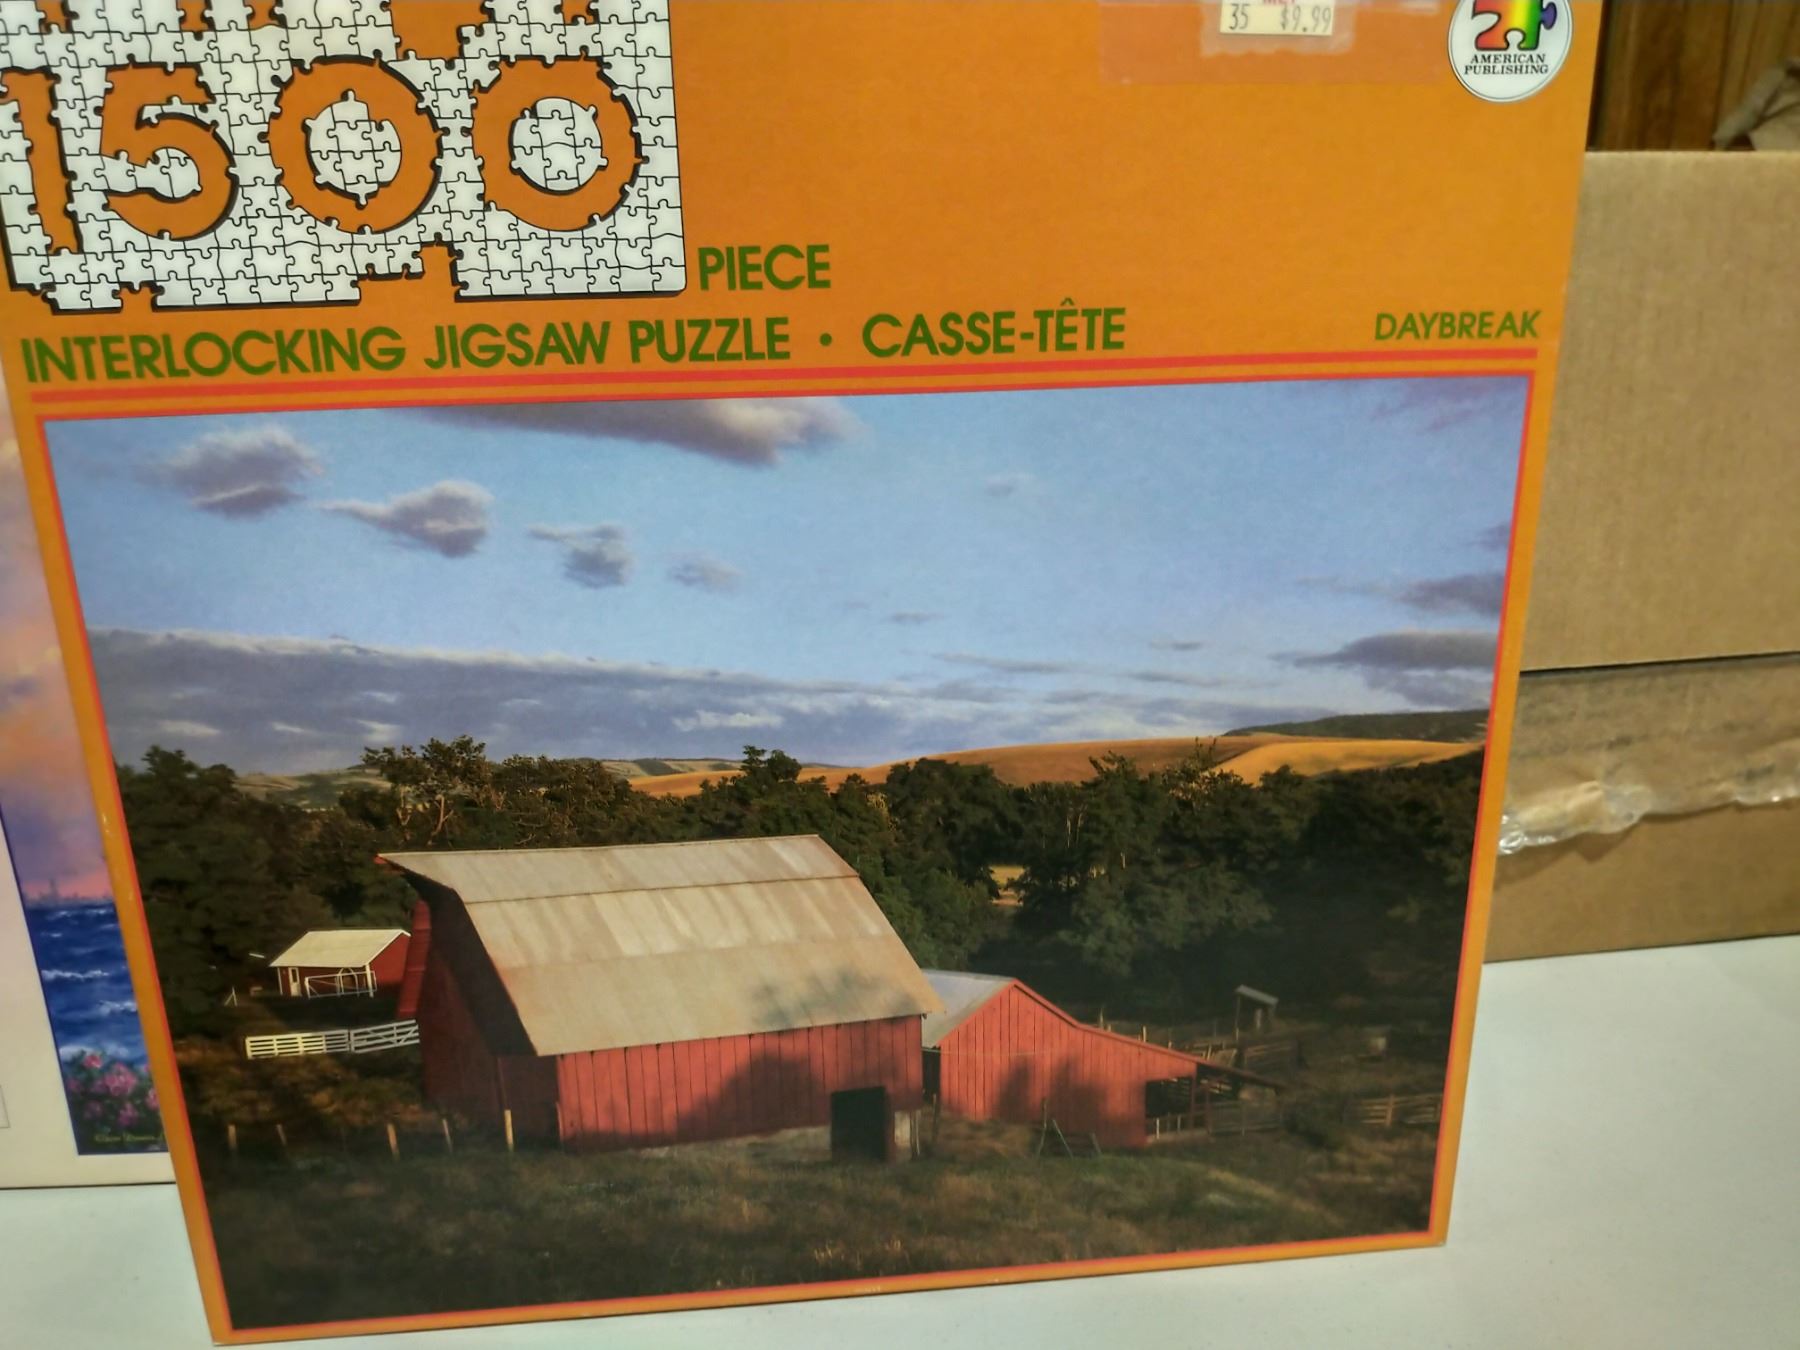 35 $9.99
AMERICAN
PUBLISHING
1500
PIECE
INTERLOCKING JIGSAW PUZZLE • CASSE-TÊTE
DAYBREAK